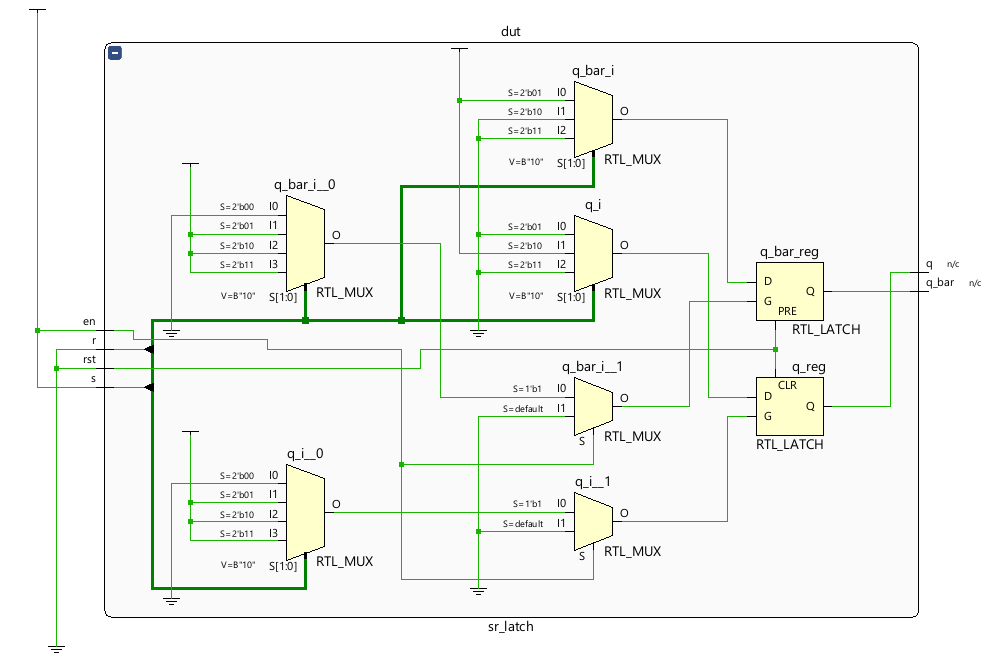 dut
q_bar_i
S=2'b01 I0
S=2'b10 I1 O
S=2'b11 I2
V=B"10" S[1:0] RTL_MUX
q_bar_i__0
S=2'b00 I0
S=2'b01 I1
S=2'b10 I2 O
S=2'b11 I3
V=B"10" S[1:0] RTL_MUX
q_i
S=2'b01 I0
S=2'b10 I1 O
S=2'b11 I2
V=B"10" S[1:0] RTL_MUX
q_bar_reg
D Q
G
PRE
RTL_LATCH
q n/c
q_bar n/c
en
r
rst
s
q_bar_i__1
S=1'b1 I0
S=default I1 O
S RTL_MUX
q_reg
CLR
D Q
G
RTL_LATCH
q_i__0
S=2'b00 I0
S=2'b01 I1
S=2'b10 I2 O
S=2'b11 I3
V=B"10" S[1:0] RTL_MUX
q_i__1
S=1'b1 I0
S=default I1 O
S RTL_MUX
sr_latch